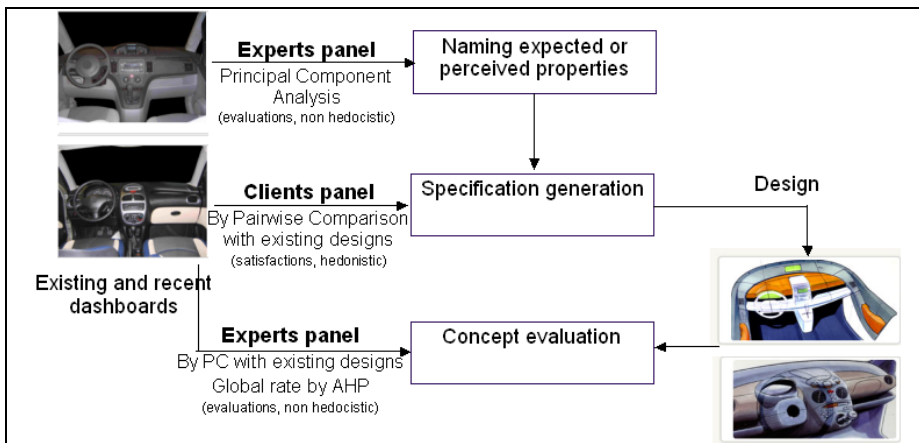 Experts panel
Principal Component
Analysis
(evaluations, non hedocistic)
Naming expected or
perceived properties
Clients panel
By Pairwise Comparison
with existing designs
(satisfactions, hedonistic)
Specification generation
Design
Existing and recent
dashboards
Experts panel
By PC with existing designs
Global rate by AHP
(evaluations, non hedocistic)
Concept evaluation